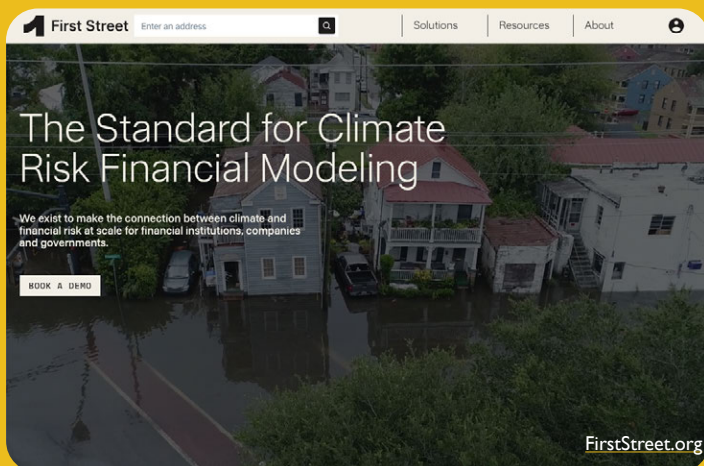 First Street
Enter an address
Solutions
Resources
About
The Standard for Climate
Risk Financial Modeling
We exist to make the connection between climate and
financial risk at scale for financial institutions, companies
and governments.
BOOK A DEMO
FirstStreet.org